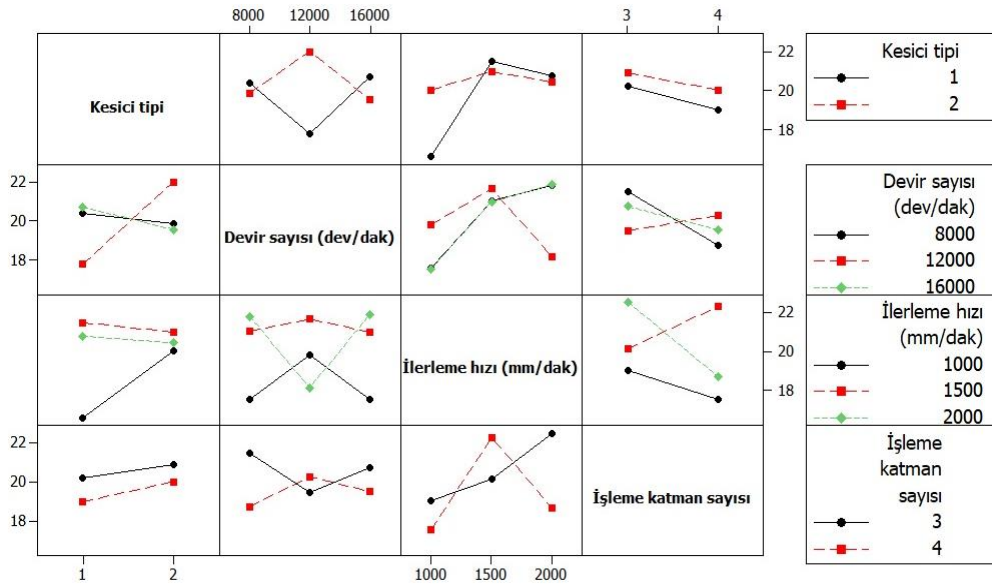 8000 12000 16000
3 4
Kesici tipi
22
20
18
Kesici tipi
1
2
22
20
18
Devir sayısı (dev/dak)
Devir sayısı
(dev/dak)
8000
12000
16000
İlerleme hızı (mm/dak)
22
20
18
İlerleme hızı
(mm/dak)
1000
1500
2000
22
20
18
İşleme katman sayısı
İşleme
katman
sayısı
3
4
1 2
1000 1500 2000